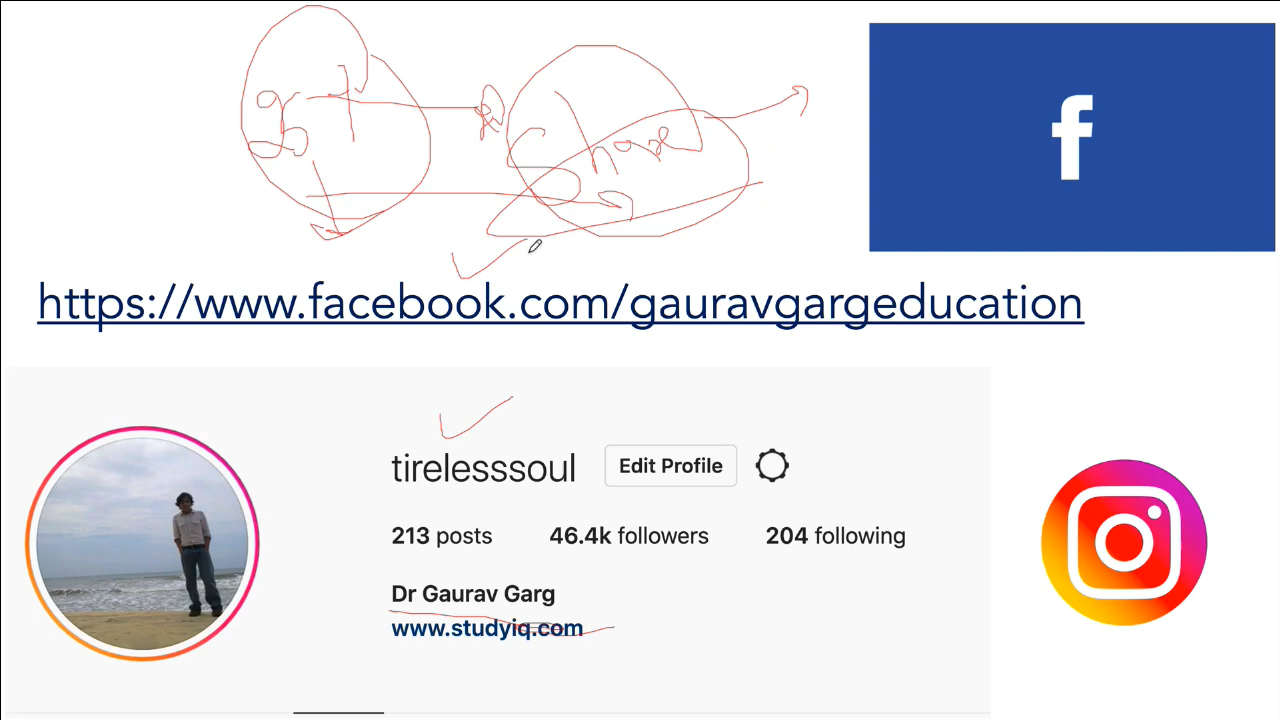 f
https://www.facebook.com/gauravgargeducation
tirelesssoul Edit Profile
213 posts 46.4k followers 204 following
Dr Gaurav Garg
www.studyiq.com